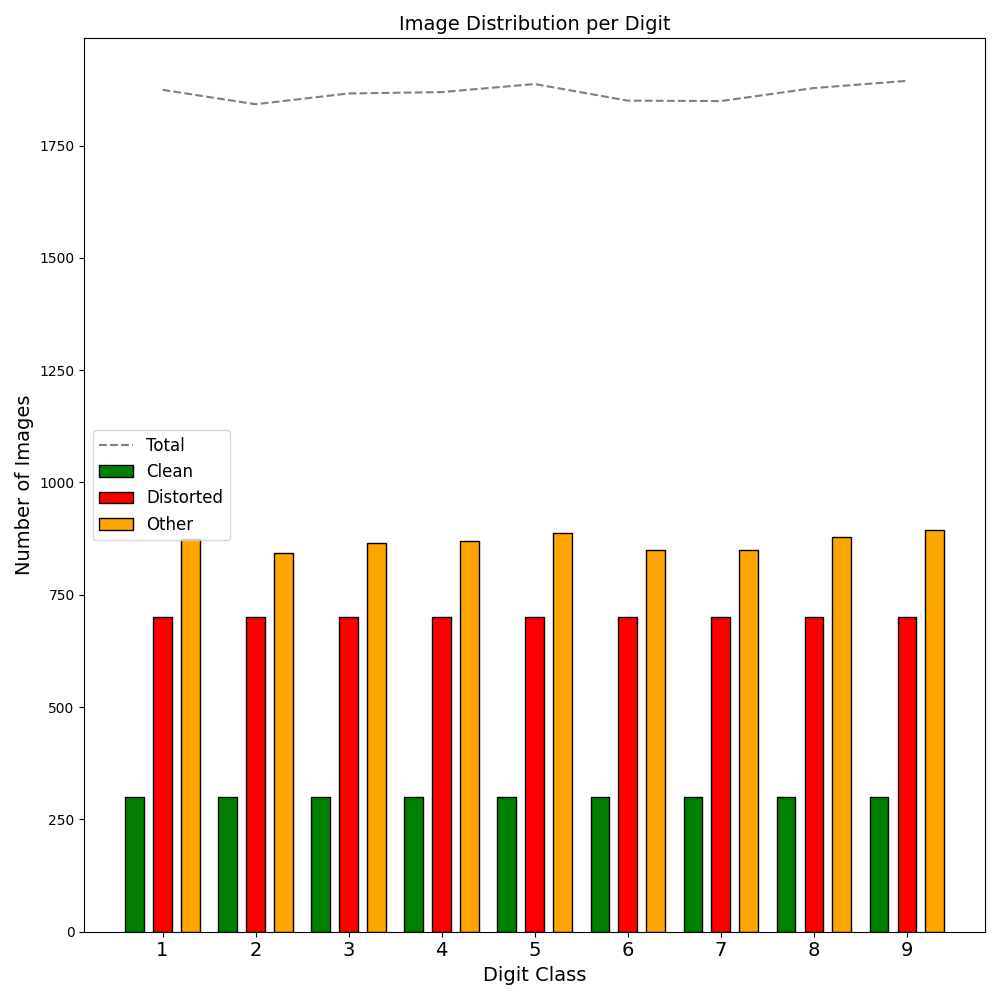 Image Distribution per Digit
Number of Images
1750
1500
1250
1000
750
500
250
0
Total
Clean
Distorted
Other
1 2 3 4 5 6 7 8 9
Digit Class